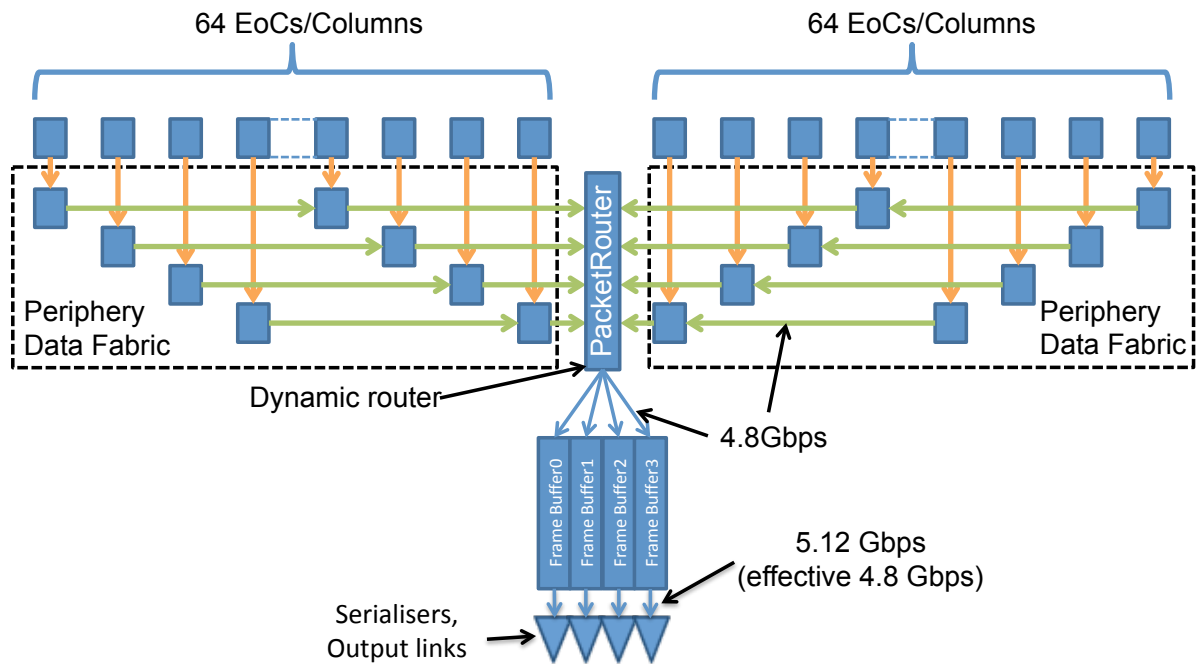 64 EoCs/Columns
64 EoCs/Columns
PacketRouter
Periphery
Data Fabric
Periphery
Data Fabric
Dynamic router
4.8Gbps
Frame Buffer0
Frame Buffer1
Frame Buffer2
Frame Buffer3
5.12 Gbps
(effective 4.8 Gbps)
Serialisers,
Output links